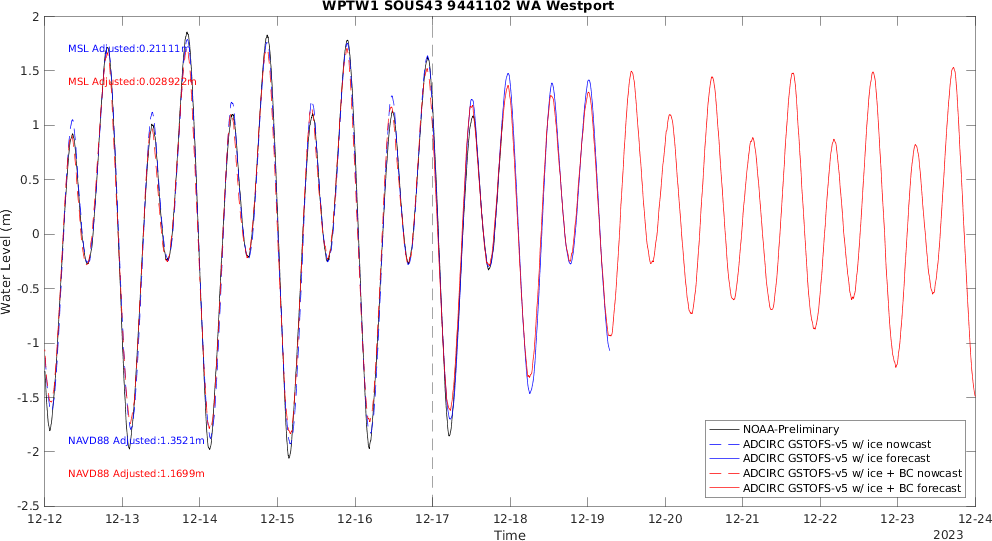 WPTW1 SOUS43 9441102 WA Westport
2
1.5
1
0.5
0
-0.5
-1
-1.5
-2
-2.5
Water Level (m)
MSL Adjusted:0.21111m
MSL Adjusted:0.028922m
NAVD88 Adjusted:1.3521m
NAVD88 Adjusted:1.1699m
NOAA-Preliminary
ADCIRC GSTOFS-v5 w/ ice nowcast
ADCIRC GSTOFS-v5 w/ ice forecast
ADCIRC GSTOFS-v5 w/ ice + BC nowcast
ADCIRC GSTOFS-v5 w/ ice + BC forecast
12-12 12-13 12-14 12-15 12-16 12-17 12-18 12-19 12-20 12-21 12-22 12-23 12-24
Time
2023